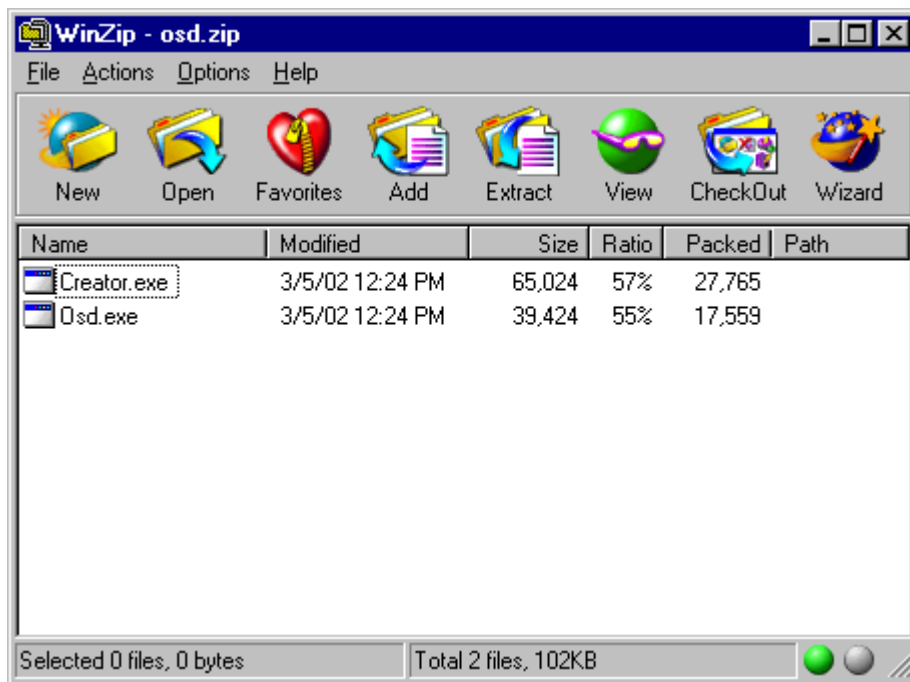 WinZip - osd.zip
File Actions Options Help
New Open Favorites Add Extract View CheckOut Wizard
Name Modified Size Ratio Packed Path
Creator.exe 3/5/02 12:24 PM 65,024 57% 27,765
Osd.exe 3/5/02 12:24 PM 39,424 55% 17,559
Selected 0 files, 0 bytes Total 2 files, 102KB